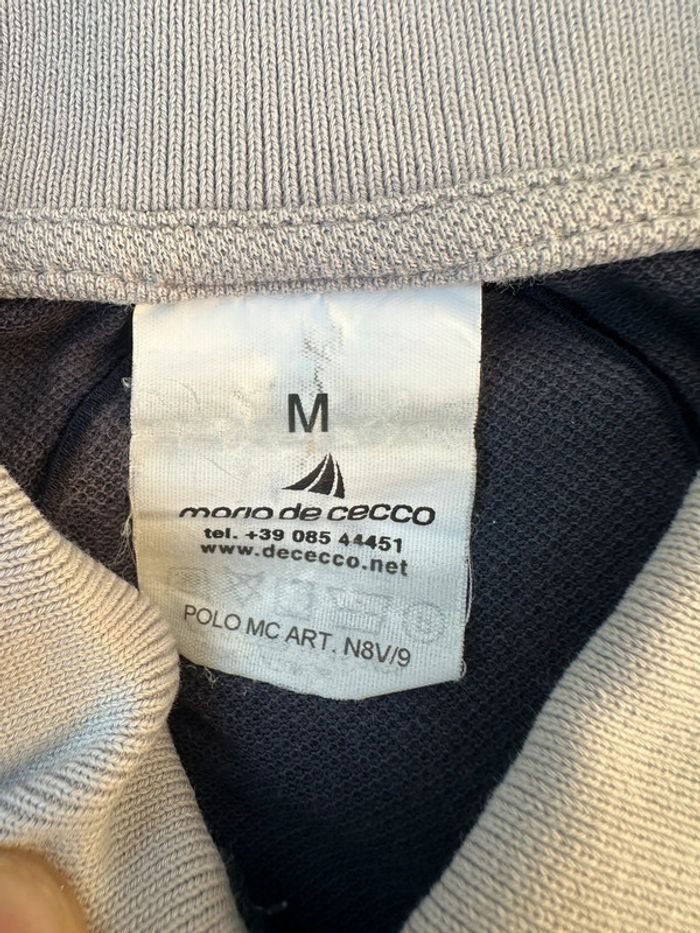 M
mario de cecco
tel. +39 085 44451
www.dececco.net
POLO MC ART. N8V/9